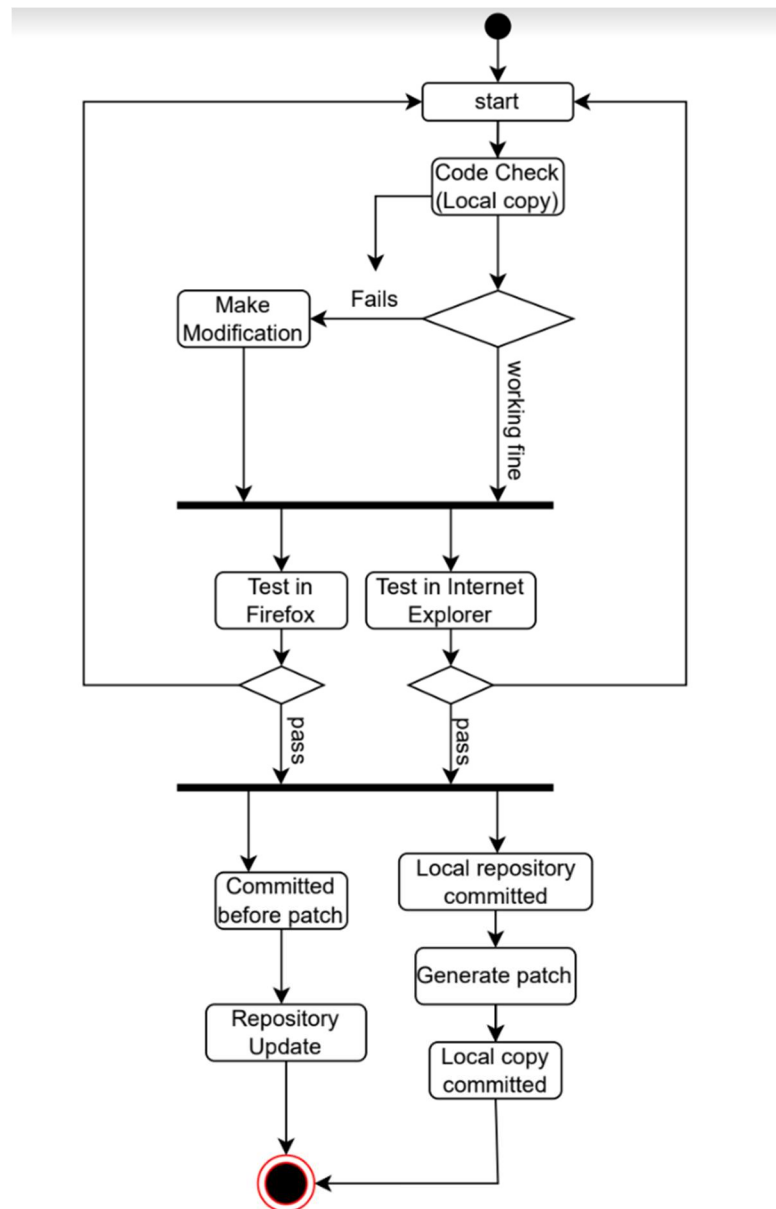 start
Code Check
(Local copy)
Fails
Make
Modification
working fine
Test in
Firefox
Test in Internet
Explorer
pass
pass
Committed
before patch
Local repository
committed
Generate patch
Repository
Update
Local copy
committed